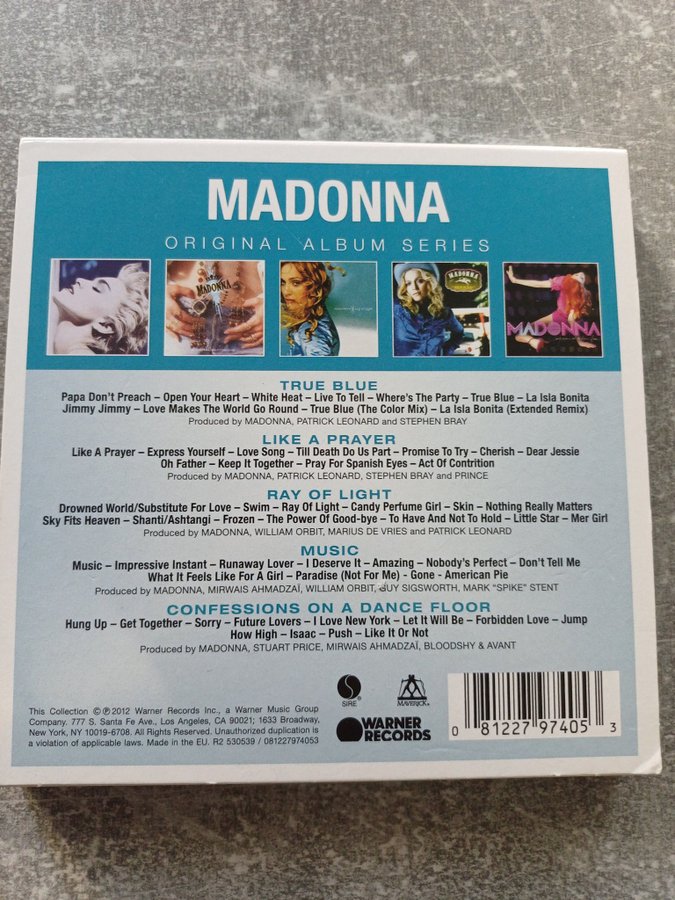 MADONNA
ORIGINAL ALBUM SERIES
MADONNA
MADONNA
MADONNA
TRUE BLUE
Papa Don't Preach – Open Your Heart – White Heat – Live To Tell – Where's The Party – True Blue – La Isla Bonita
Jimmy Jimmy – Love Makes The World Go Round – True Blue (The Color Mix) – La Isla Bonita (Extended Remix)
Produced by MADONNA, PATRICK LEONARD and STEPHEN BRAY
LIKE A PRAYER
Like A Prayer – Express Yourself – Love Song – Till Death Do Us Part – Promise To Try – Cherish – Dear Jessie
Oh Father – Keep It Together – Pray For Spanish Eyes – Act Of Contrition
Produced by MADONNA, PATRICK LEONARD, STEPHEN BRAY and PRINCE
RAY OF LIGHT
Drowned World/Substitute For Love – Swim – Ray Of Light – Candy Perfume Girl – Skin – Nothing Really Matters
Sky Fits Heaven – Shanti/Ashtangi – Frozen – The Power Of Good-bye – To Have And Not To Hold – Little Star – Mer Girl
Produced by MADONNA, WILLIAM ORBIT, MARIUS DE VRIES and PATRICK LEONARD
MUSIC
Music – Impressive Instant – Runaway Lover – I Deserve It – Amazing – Nobody's Perfect – Don't Tell Me
What It Feels Like For A Girl – Paradise (Not For Me) - Gone - American Pie
Produced by MADONNA, MIRWAIS AHMADZAÏ, WILLIAM ORBIT, GUY SIGSWORTH, MARK "SPIKE" STENT
CONFESSIONS ON A DANCE FLOOR
Hung Up – Get Together – Sorry – Future Lovers – I Love New York – Let It Will Be – Forbidden Love – Jump
How High – Isaac – Push – Like It Or Not
Produced by MADONNA, STUART PRICE, MIRWAIS AHMADZAÏ, BLOODSHY & AVANT
This Collection © ℗ 2012 Warner Records Inc., a Warner Music Group
Company. 777 S. Santa Fe Ave., Los Angeles, CA 90021; 1633 Broadway,
New York, NY 10019-6708. All Rights Reserved. Unauthorized duplication is
a violation of applicable laws. Made in the EU. R2 530539 / 081227974053
SIRE
MAVERICK
WARNER
RECORDS
0 81227 97405 3